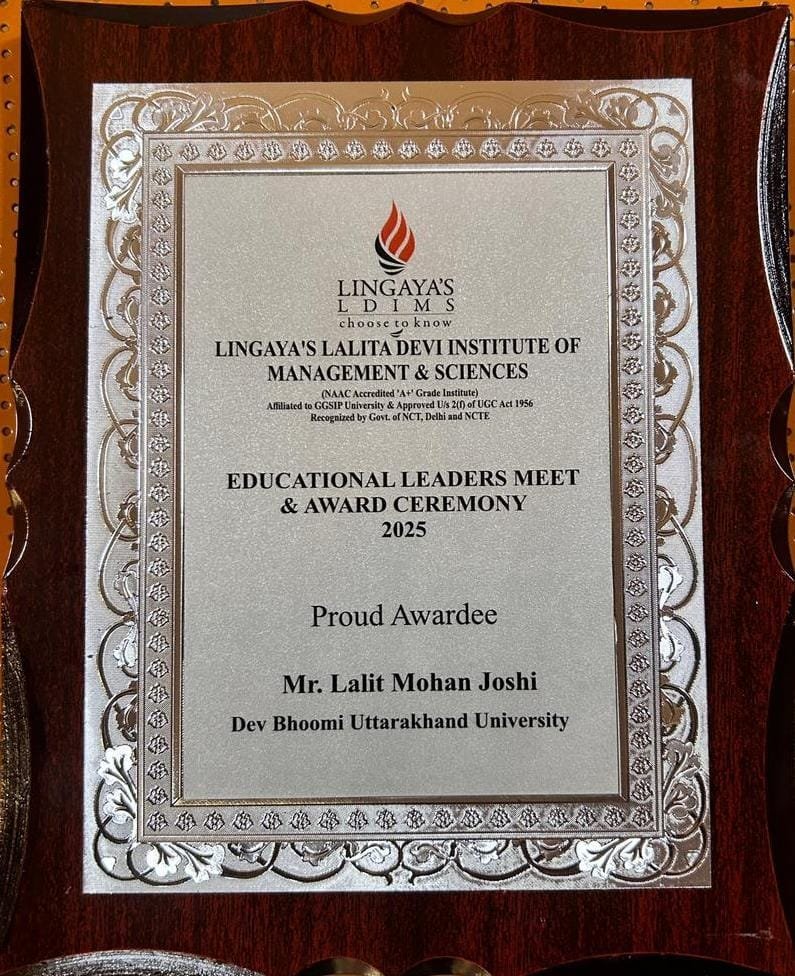 LINGAYA'S
LDIMS
choose to know
LINGAYA'S LALITA DEVI INSTITUTE OF
MANAGEMENT & SCIENCES
(NAAC Accredited 'A+' Grade Institute)
Affiliated to GGSIP University & Approved U/s 2(f) of UGC Act 1956
Recognized by Govt. of NCT, Delhi and NCTE
EDUCATIONAL LEADERS MEET
& AWARD CEREMONY
2025
Proud Awardee
Mr. Lalit Mohan Joshi
Dev Bhoomi Uttarakhand University